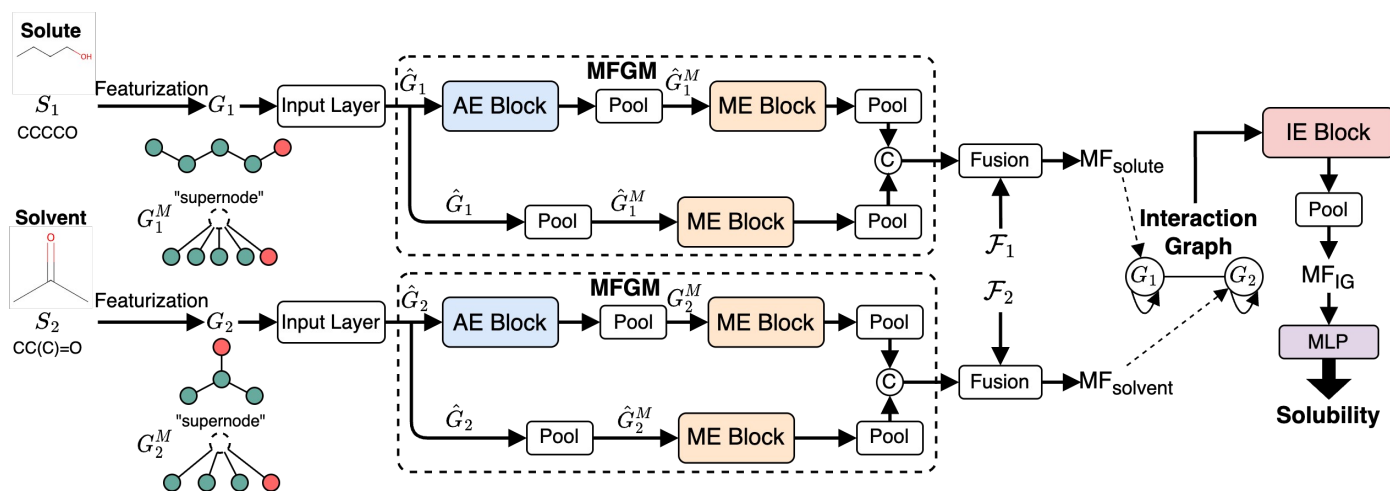 Solute
OH
S₁
CCCCO
Featurization
G₁
Input Layer
"supernode"
G₁ᴹ
MFGM
Ĝ₁
AE Block
Pool
Ĝ₁ᴹ
ME Block
Pool
C
Ĝ₁
Pool
Ĝ₁ᴹ
ME Block
Pool
Fusion
MF_solute
ℱ₁
Solvent
O
S₂
CC(C)=O
Featurization
G₂
Input Layer
"supernode"
G₂ᴹ
MFGM
Ĝ₂
AE Block
Pool
G₂ᴹ
ME Block
Pool
C
Ĝ₂
Pool
Ĝ₂ᴹ
ME Block
Pool
ℱ₂
Fusion
MF_solvent
Interaction
Graph
G₁
G₂
IE Block
Pool
MF_IG
MLP
Solubility